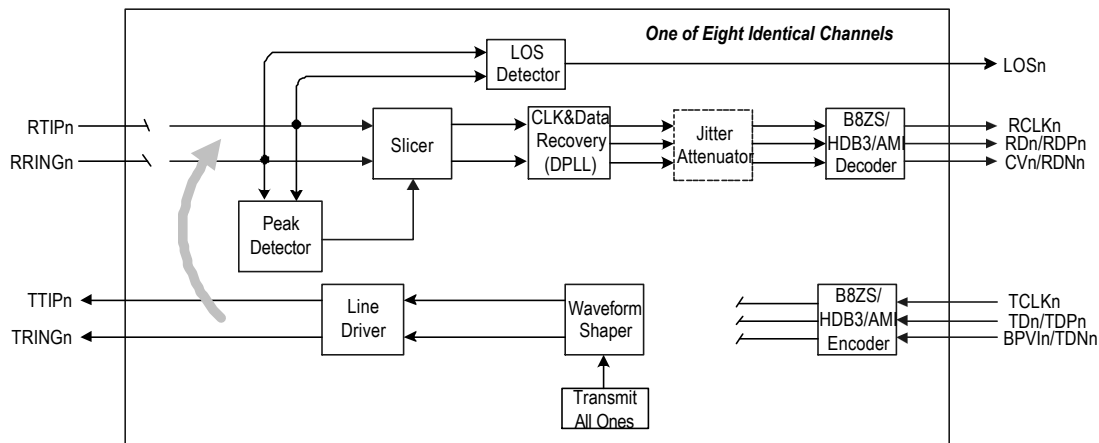 One of Eight Identical Channels
LOS
Detector
LOSn
RTIPn
RRINGn
Slicer
CLK&Data
Recovery
(DPLL)
Jitter
Attenuator
B8ZS/
HDB3/AMI
Decoder
RCLKn
RDn/RDPn
CVn/RDNn
Peak
Detector
TTIPn
TRINGn
Line
Driver
Waveform
Shaper
B8ZS/
HDB3/AMI
Encoder
TCLKn
TDn/TDPn
BPVIn/TDNn
Transmit
All Ones